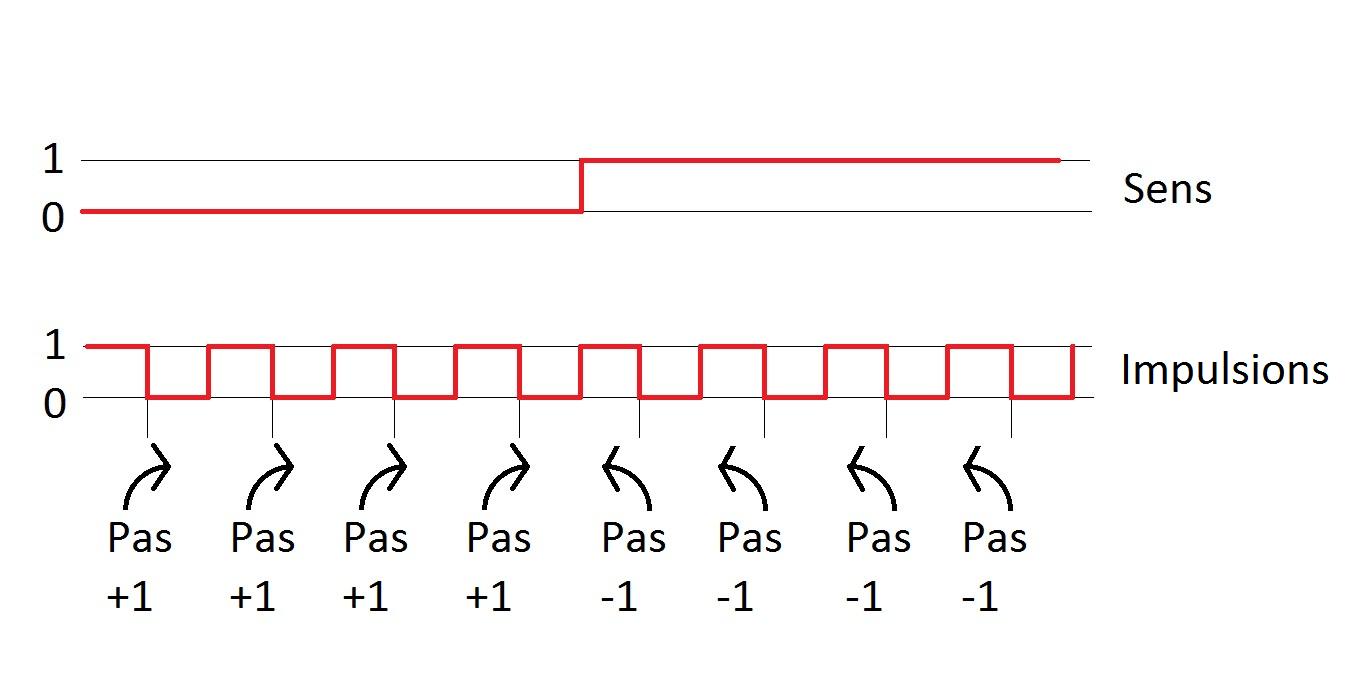 1
0
Sens
1
0
Impulsions
Pas Pas Pas Pas Pas Pas Pas Pas
+1 +1 +1 +1 -1 -1 -1 -1